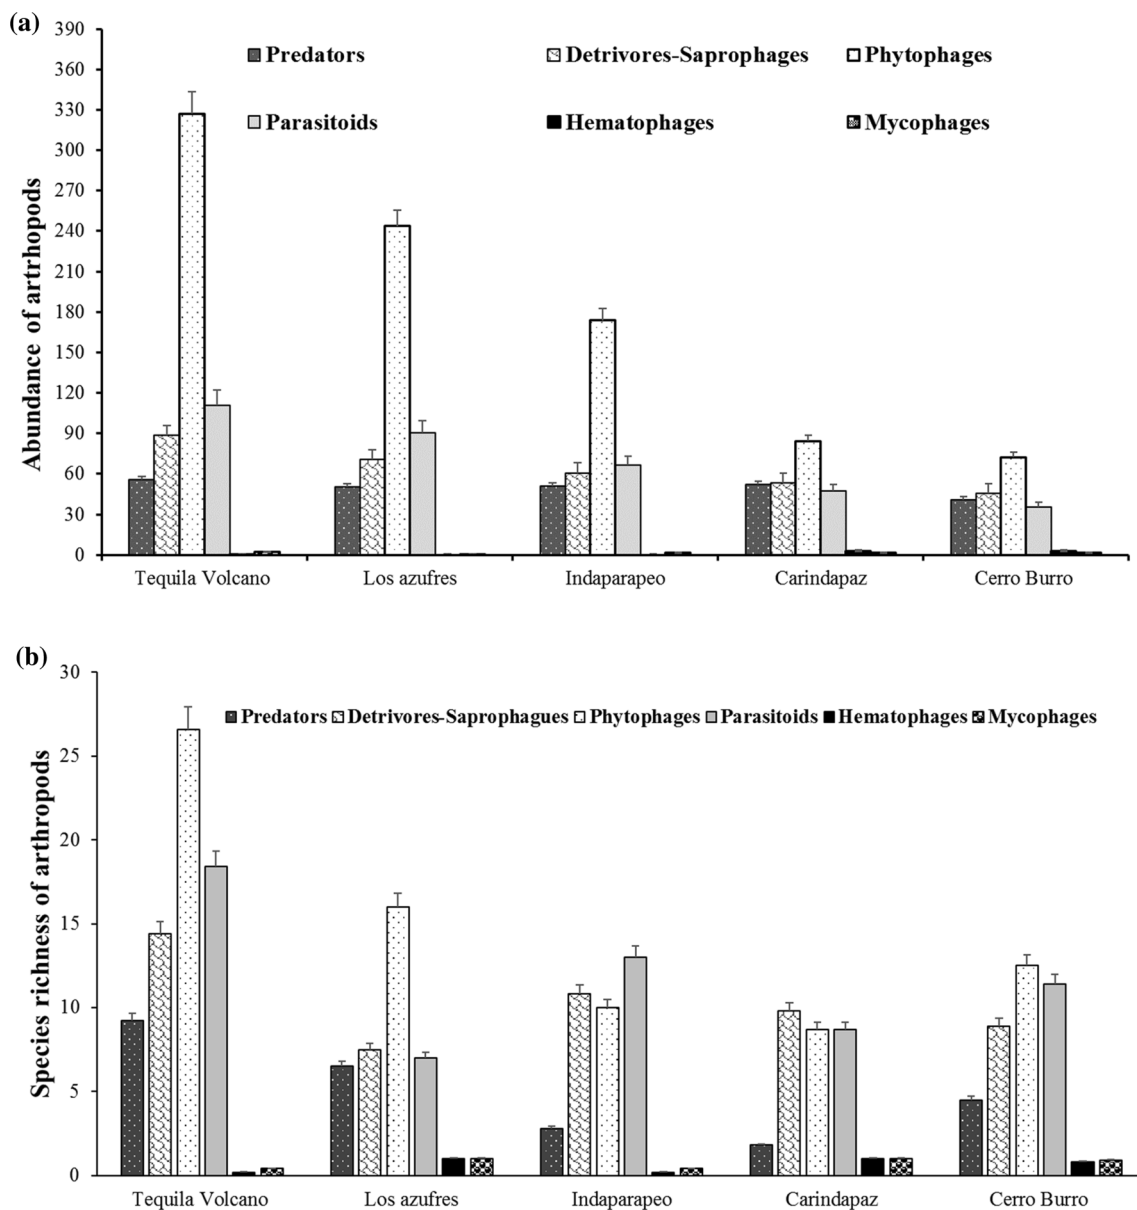 (a)
Abundance of artrhopods
390
360
330
300
270
240
210
180
150
120
90
60
30
0
Predators
Detrivores-Saprophages
Phytophages
Parasitoids
Hematophages
Mycophages
Tequila Volcano
Los azufres
Indaparapeo
Carindapaz
Cerro Burro
(b)
Species richness of arthropods
30
25
20
15
10
5
0
Predators Detrivores-Saprophagues Phytophages Parasitoids Hematophages Mycophages
Tequila Volcano
Los azufres
Indaparapeo
Carindapaz
Cerro Burro